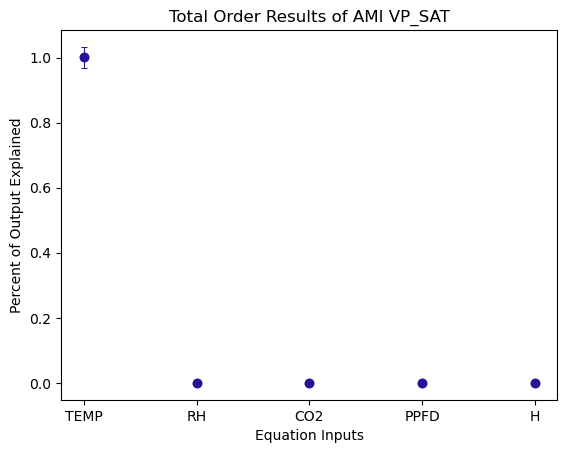 Total Order Results of AMI VP_SAT
Percent of Output Explained
1.0
0.8
0.6
0.4
0.2
0.0
TEMP RH CO2 PPFD H
Equation Inputs